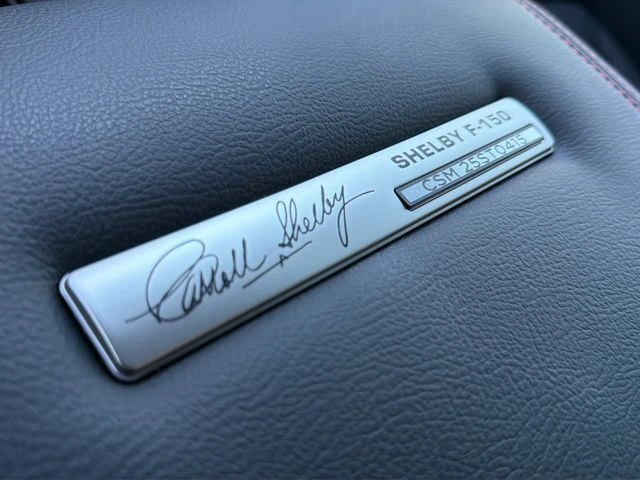 Carroll Shelby
SHELBY F-150
CSM 25ST0415